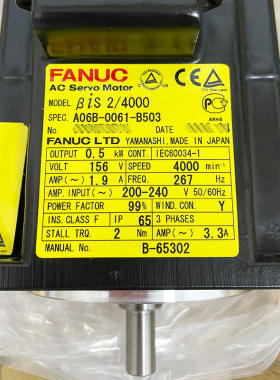 FANUC
AC Servo Motor
MODEL βiS 2/4000
SPEC. A06B-0061-B503
No. DATE
AR46
FANUC LTD YAMANASHI, MADE IN JAPAN
OUTPUT 0.5 kW CONT. IEC60034-1
VOLT 156 V SPEED 4000 min⁻¹
AMP(~) 1.9 A FREQ. 267 Hz
AMP. INPUT(~) 200-240 V 50/60Hz
POWER FACTOR 99% WIND. CON. Y
INS. CLASS F IP 65 3 PHASES
STALL TRQ. 2 Nm AMP(~) 3.3A
MANUAL No. B-65302